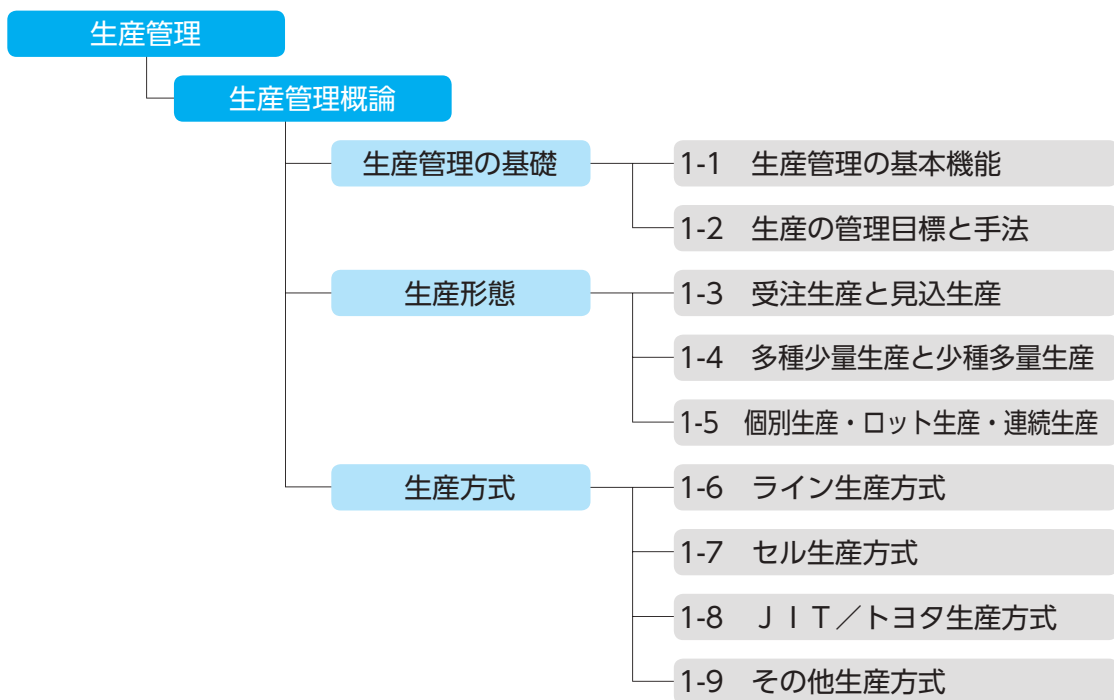 生産管理
生産管理概論
生産管理の基礎
1-1　生産管理の基本機能
1-2　生産の管理目標と手法
生産形態
1-3　受注生産と見込生産
1-4　多種少量生産と少種多量生産
1-5　個別生産・ロット生産・連続生産
生産方式
1-6　ライン生産方式
1-7　セル生産方式
1-8　ＪＩＴ／トヨタ生産方式
1-9　その他生産方式